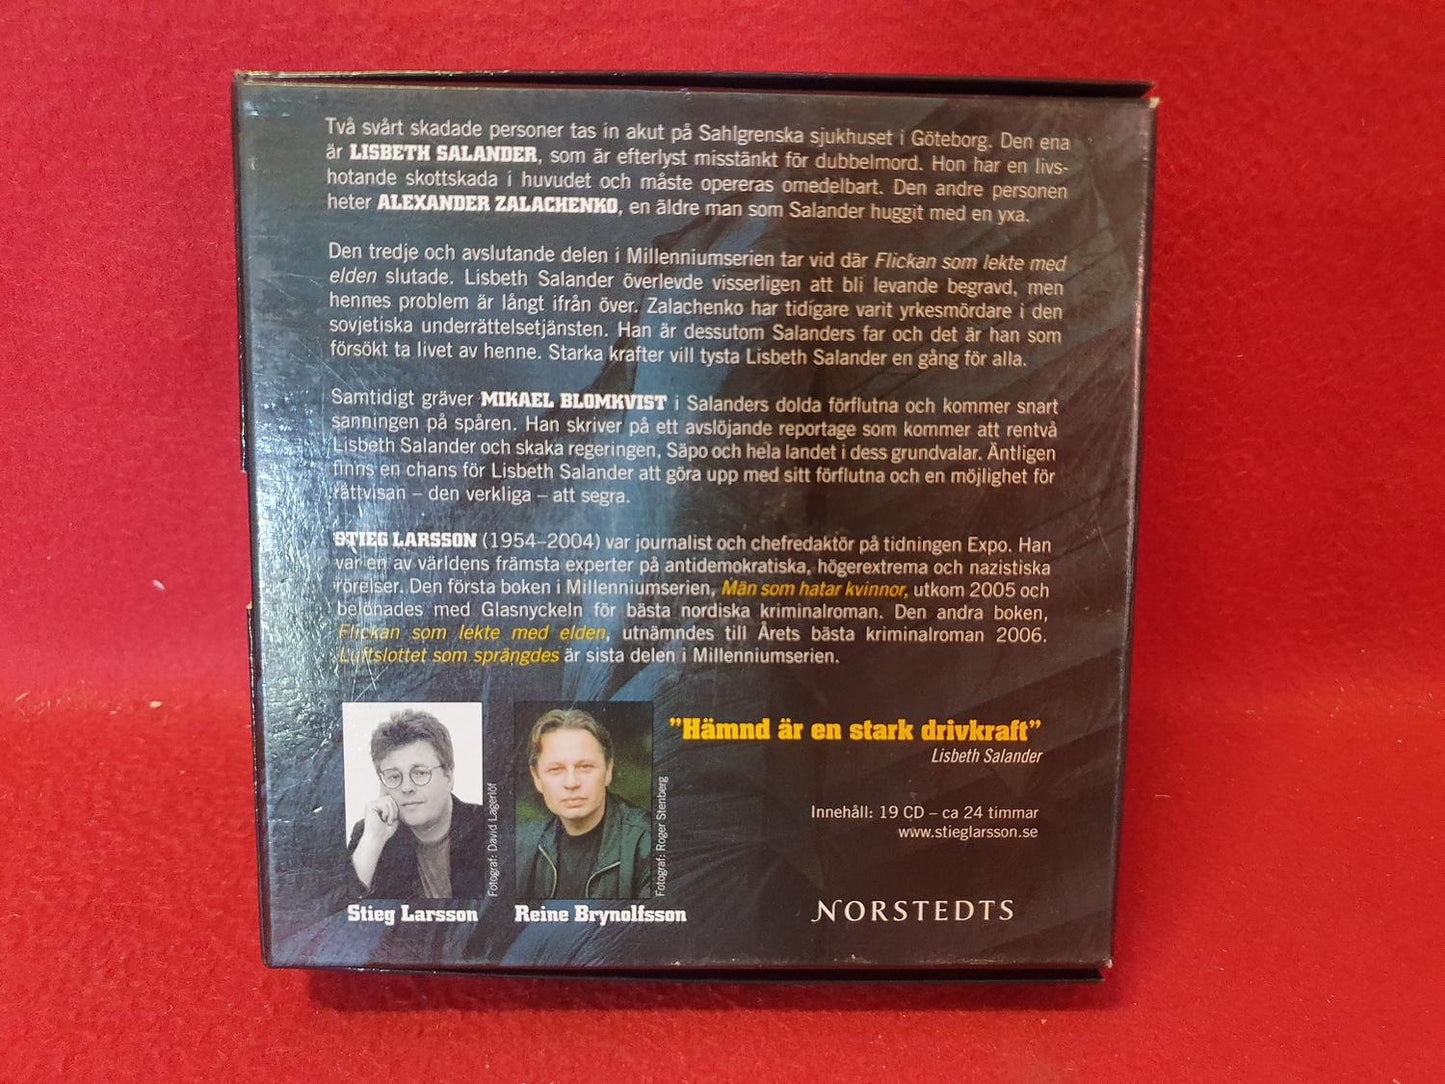 Två svårt skadade personer tas in akut på Sahlgrenska sjukhuset i Göteborg. Den ena
är LISBETH SALANDER, som är efterlyst misstänkt för dubbelmord. Hon har en livs-
hotande skottskada i huvudet och måste opereras omedelbart. Den andre personen
heter ALEXANDER ZALACHENKO, en äldre man som Salander huggit med en yxa.
Den tredje och avslutande delen i Millenniumserien tar vid där Flickan som lekte med
elden slutade. Lisbeth Salander överlevde visserligen att bli levande begravd, men
hennes problem är långt ifrån över. Zalachenko har tidigare varit yrkesmördare i den
sovjetiska underrättelsetjänsten. Han är dessutom Salanders far och det är han som
försökt ta livet av henne. Starka krafter vill tysta Lisbeth Salander en gång för alla.
Samtidigt gräver MIKAEL BLOMKVIST i Salanders dolda förflutna och kommer snart
sanningen på spåren. Han skriver på ett avslöjande reportage som kommer att rentvå
Lisbeth Salander och skaka regeringen, Säpo och hela landet i dess grundvalar. Äntligen
finns en chans för Lisbeth Salander att göra upp med sitt förflutna och en möjlighet för
rättvisan – den verkliga – att segra.
STIEG LARSSON (1954–2004) var journalist och chefredaktör på tidningen Expo. Han
var en av världens främsta experter på antidemokratiska, högerextrema och nazistiska
rörelser. Den första boken i Millenniumserien, Män som hatar kvinnor, utkom 2005 och
belönades med Glasnyckeln för bästa nordiska kriminalroman. Den andra boken,
Flickan som lekte med elden, utnämndes till Årets bästa kriminalroman 2006.
Luftslottet som sprängdes är sista delen i Millenniumserien.
"Hämnd är en stark drivkraft"
Lisbeth Salander
Innehåll: 19 CD – ca 24 timmar
www.stieglarsson.se
Fotograf: David Lagerlöf
Fotograf: Roger Stenberg
Stieg Larsson
Reine Brynolfsson
NORSTEDTS